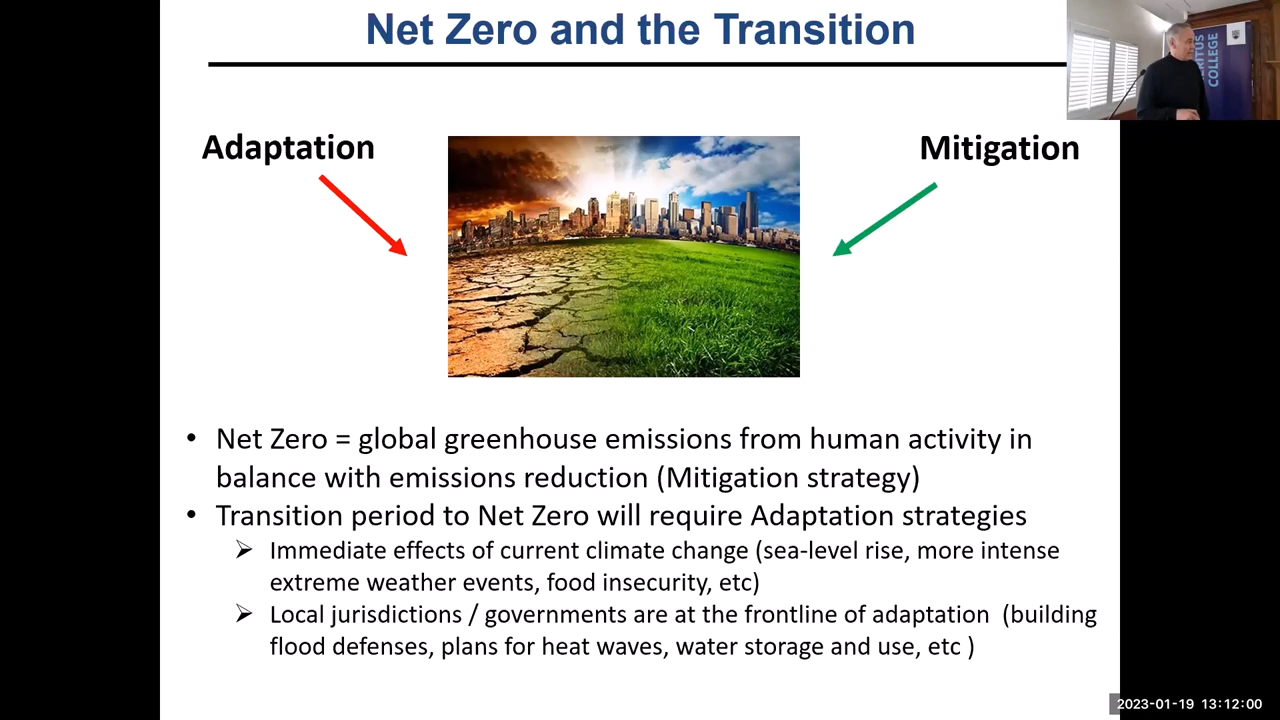 Net Zero and the Transition
COLLEGE
Adaptation
Mitigation
• Net Zero = global greenhouse emissions from human activity in
balance with emissions reduction (Mitigation strategy)
• Transition period to Net Zero will require Adaptation strategies
➢ Immediate effects of current climate change (sea-level rise, more intense
extreme weather events, food insecurity, etc)
➢ Local jurisdictions / governments are at the frontline of adaptation (building
flood defenses, plans for heat waves, water storage and use, etc )
2023-01-19 13:12:00